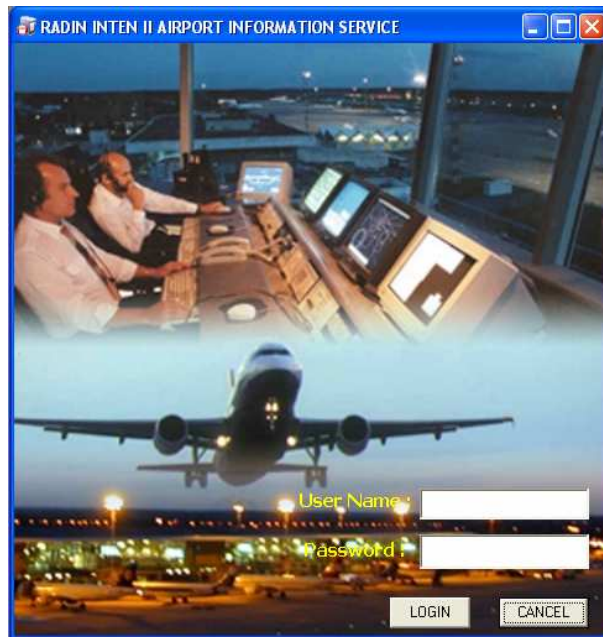 RADIN INTEN II AIRPORT INFORMATION SERVICE
User Name :
Password :
LOGIN CANCEL